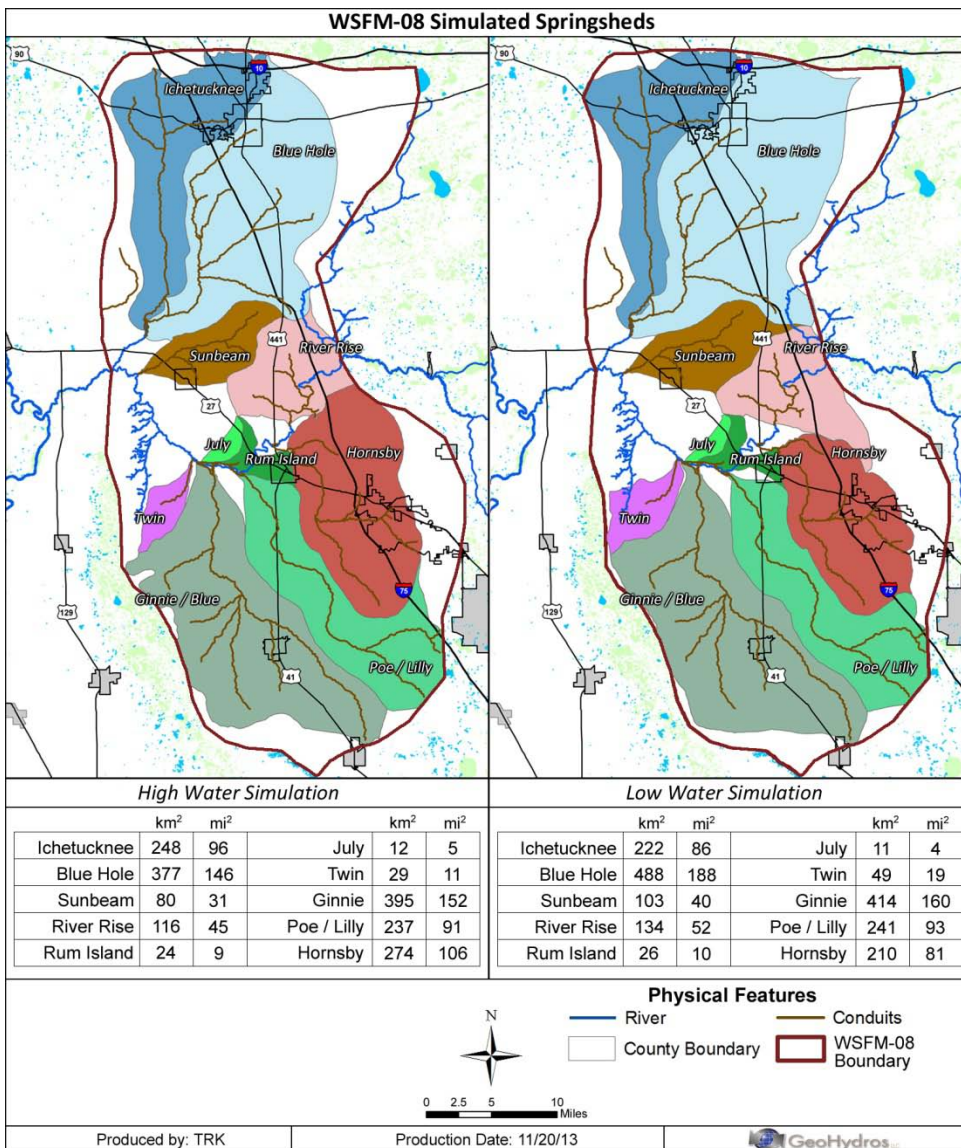 WSFM-08 Simulated Springsheds
90
10
Ichetucknee
Blue Hole
441
River Rise
Sunbeam
27
July
Rum Island
Hornsby
Twin
Ginnie / Blue
129
75
Poe / Lilly
41
90
10
Ichetucknee
Blue Hole
441
River Rise
Sunbeam
27
July
Rum Island
Hornsby
Twin
Ginnie / Blue
129
75
Poe / Lilly
41
High Water Simulation
km² mi² km² mi²
Ichetucknee 248 96 July 12 5
Blue Hole 377 146 Twin 29 11
Sunbeam 80 31 Ginnie 395 152
River Rise 116 45 Poe / Lilly 237 91
Rum Island 24 9 Hornsby 274 106
Low Water Simulation
km² mi² km² mi²
Ichetucknee 222 86 July 11 4
Blue Hole 488 188 Twin 49 19
Sunbeam 103 40 Ginnie 414 160
River Rise 134 52 Poe / Lilly 241 93
Rum Island 26 10 Hornsby 210 81
N
0 2.5 5 10
Miles
Physical Features
River
Conduits
County Boundary
WSFM-08
Boundary
Produced by: TRK
Production Date: 11/20/13
GeoHydros